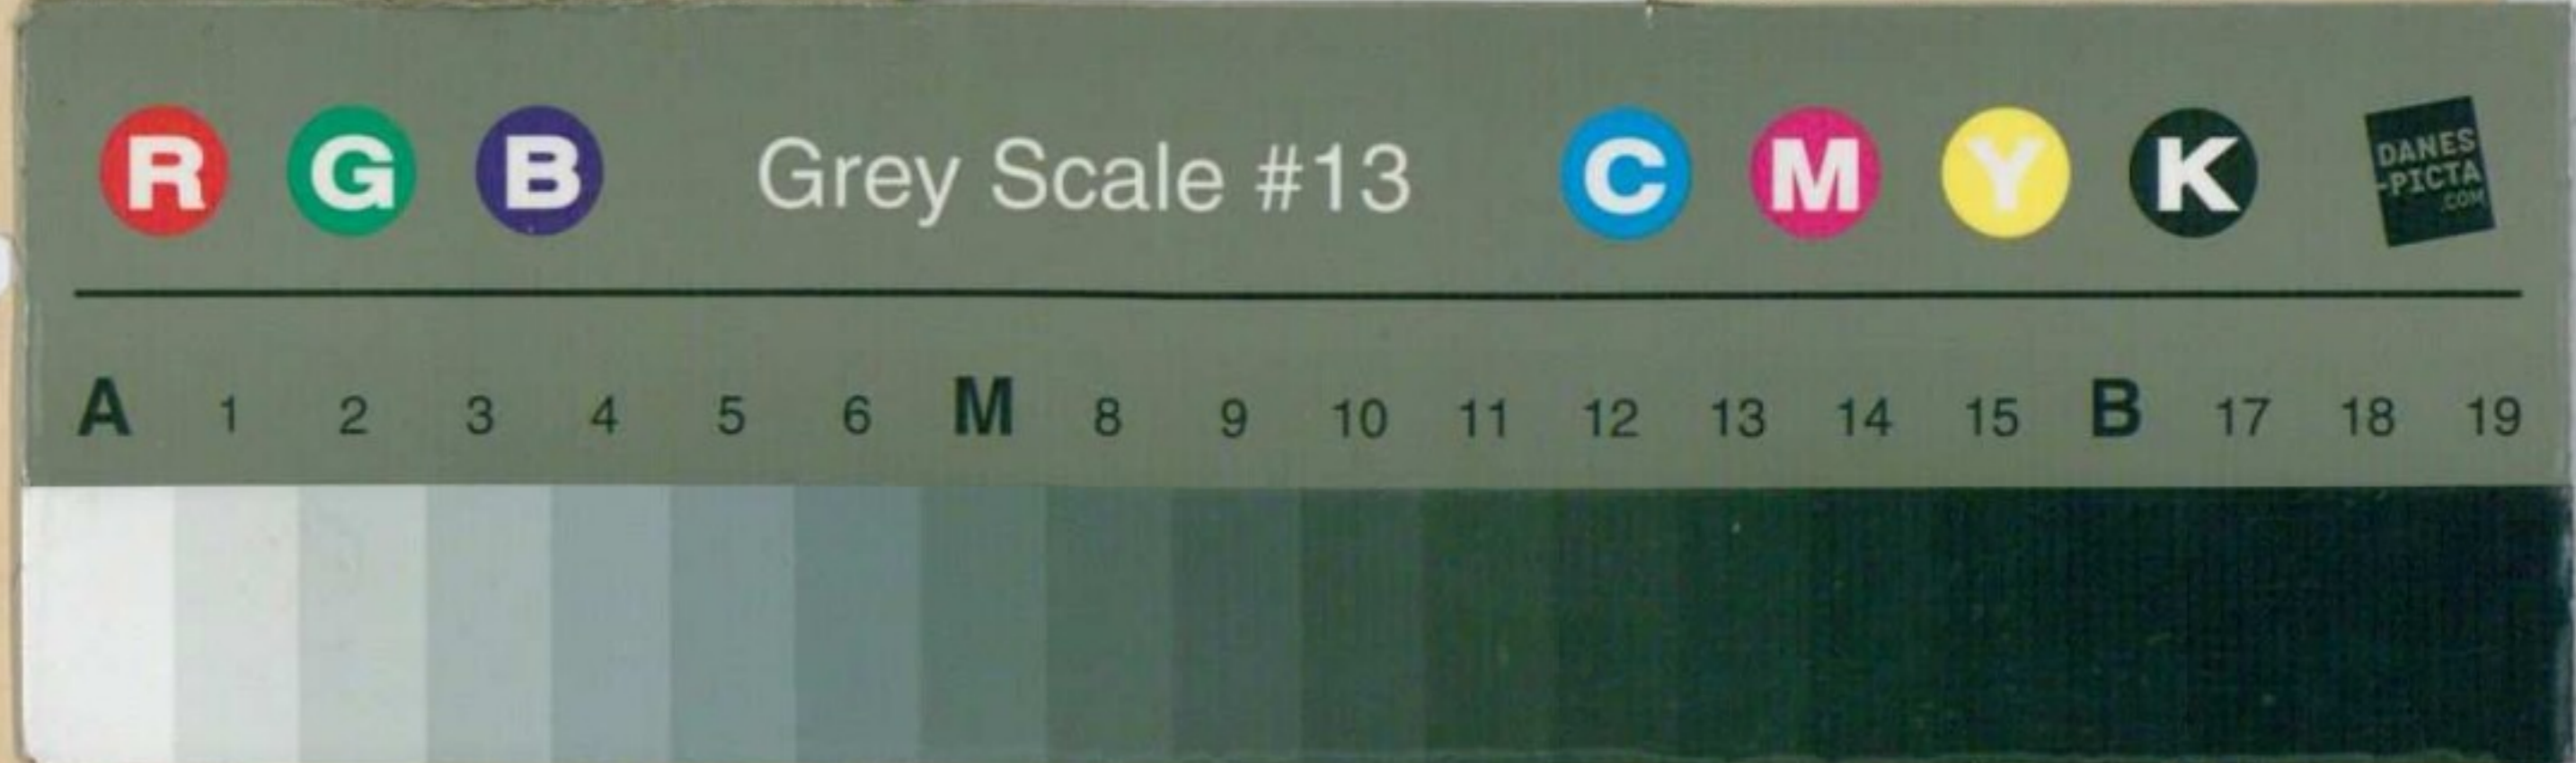 R G B Grey Scale #13 C M Y K
DANES
-PICTA
.COM
A 1 2 3 4 5 6 M 8 9 10 11 12 13 14 15 B 17 18 19